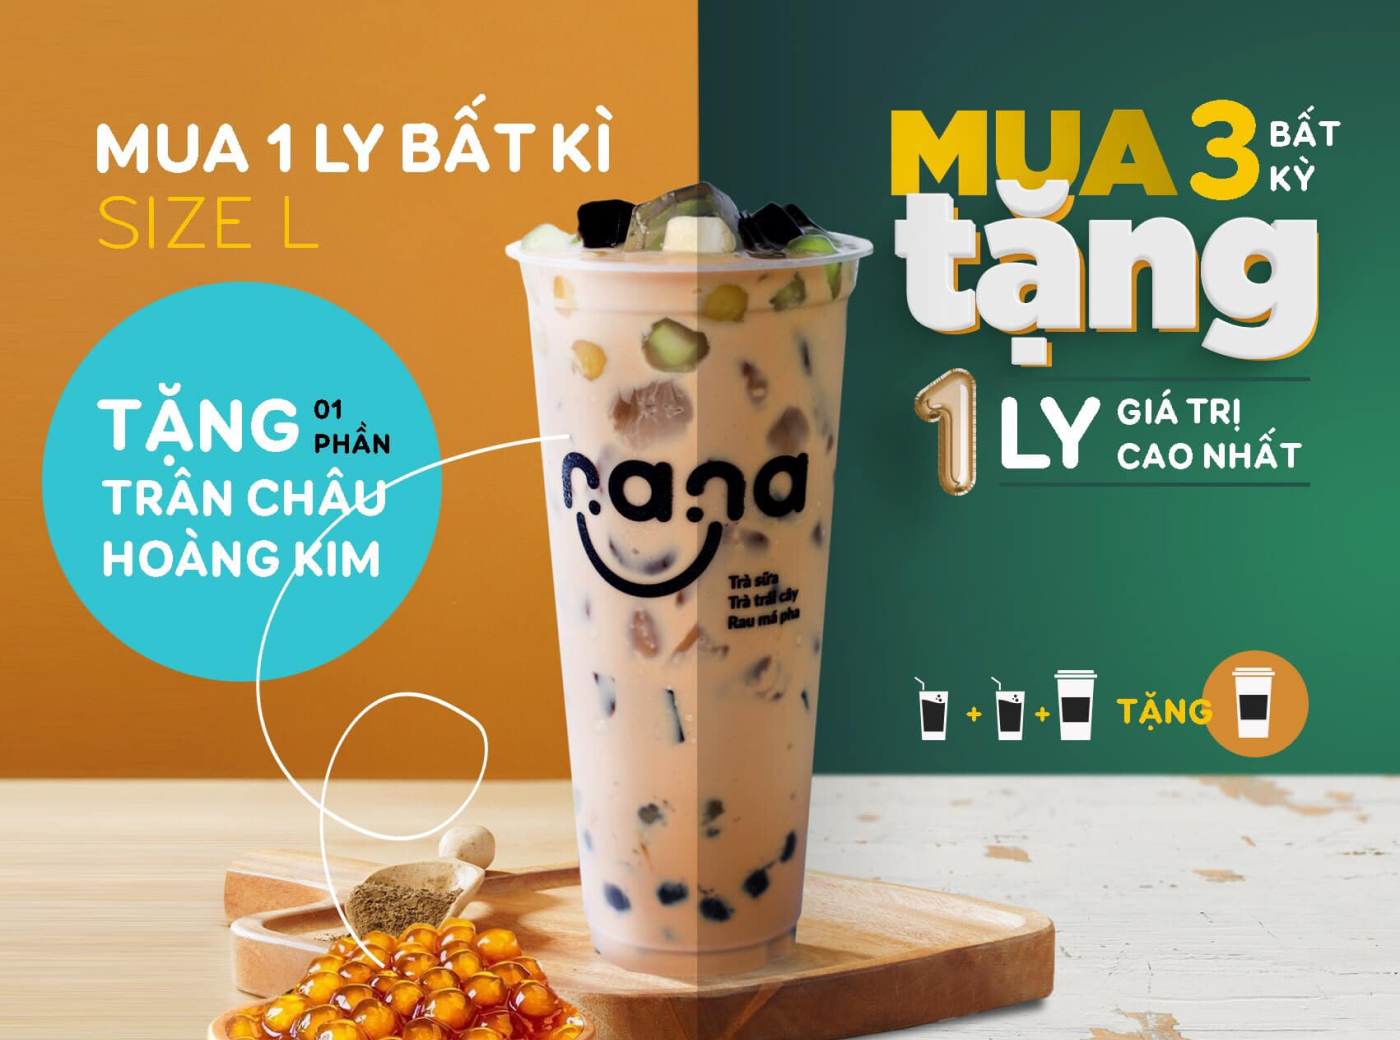 MUA 1 LY BẤT KÌ
SIZE L
TẶNG 01 PHẦN
TRÂN CHÂU
HOÀNG KIM
nana
Trà sữa
Trà trái cây
Rau má pha
MUA 3 BẤT KỲ
tặng
1 LY GIÁ TRỊ CAO NHẤT
+ + TẶNG